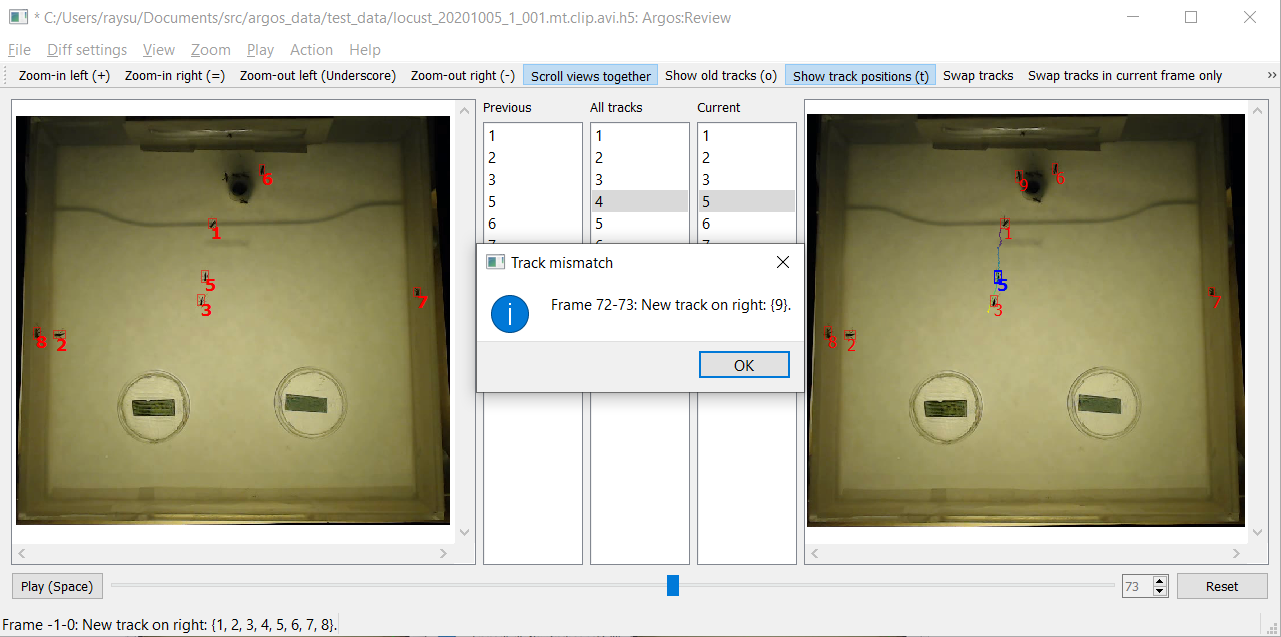 * C:/Users/raysu/Documents/src/argos_data/test_data/locust_20201005_1_001.mt.clip.avi.h5: Argos:Review
File Diff settings View Zoom Play Action Help
Zoom-in left (+) Zoom-in right (=) Zoom-out left (Underscore) Zoom-out right (-) Scroll views together Show old tracks (o) Show track positions (t) Swap tracks Swap tracks in current frame only »
Previous All tracks Current
1 1 1
2 2 2
3 3 3
5 4 5
6 5 6
6
1
5
3
7
8 2
9 6
1
5
3
7
8 2
Track mismatch
Frame 72-73: New track on right: {9}.
OK
Play (Space) 73 Reset
Frame -1-0: New track on right: {1, 2, 3, 4, 5, 6, 7, 8}.